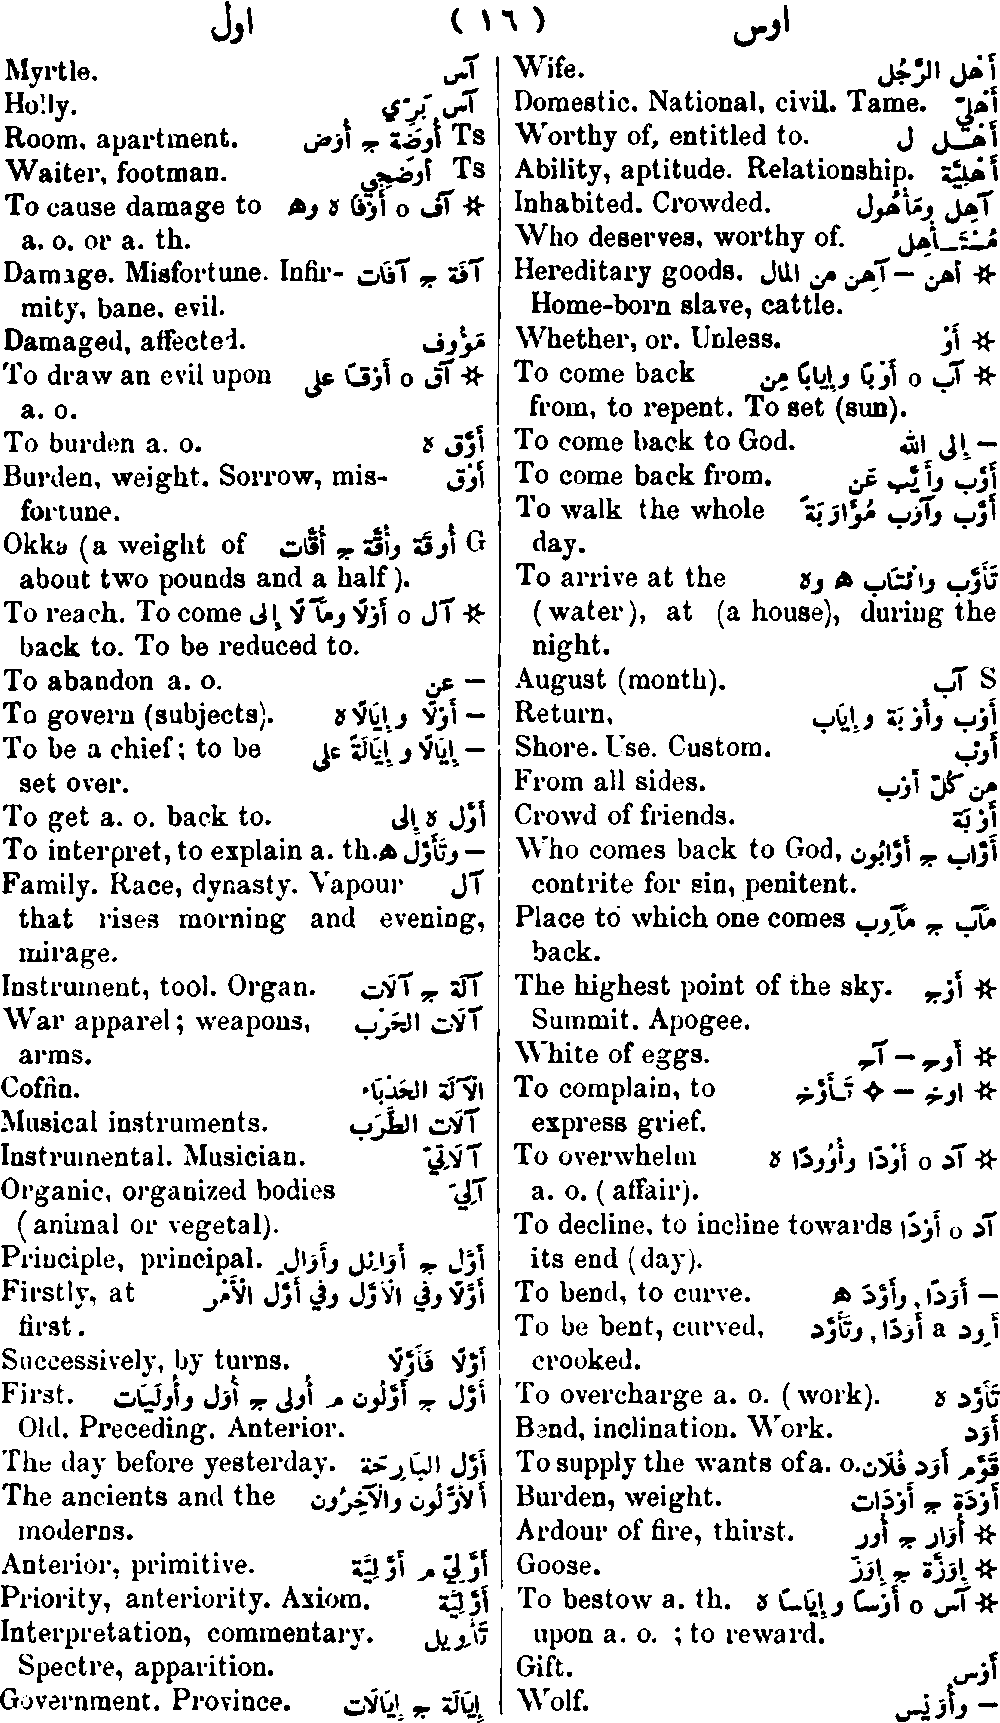 اوس (١٦) اول
Wife. أَهْل الرَّجُل
Domestic. National, civil. Tame. أَهْلِيّ
Worthy of, entitled to. أَهْل ل
Ability, aptitude. Relationship. أَهْلِيَّة
Inhabited. Crowded. آهِل ومَأْهُول
Who deserves, worthy of. مُسْتَأْهِل
Hereditary goods. ✲ أهن – آهِن مِن المَال
Home-born slave, cattle.
Whether, or. Unless. ✲ أَوْ
To come back ✲ آب o أَوْبًا وإِيَابًا مِن
from, to repent. To set (sun).
To come back to God. – إِلى الله
To come back from. أَوَّب وأَيَّب عَن
To walk the whole أَوَّب وآوَب مُؤَاوَبَةً
day.
To arrive at the تَأَوَّب وائْتَاب ه وه
(water), at (a house), during the
night.
August (month). S آب
Return. أَوْب وأَوْبَة وإِيَاب
Shore. Use. Custom. أَوْب
From all sides. مِن كُلّ أَوْب
Crowd of friends. أَوْبَة
Who comes back to God, أَوَّاب ج أَوَّابُون
contrite for sin, penitent.
Place to which one comes مَآب ج مَآوِب
back.
The highest point of the sky. ✲ أَوْج
Summit. Apogee.
White of eggs. ✲ أوح – آح
To complain, to ✲ اوخ – ✧ تَأَوَّخ
express grief.
To overwhelm ✲ آد o أَوْدًا وأُوُودًا ه
a. o. (affair).
To decline, to incline towards آد o أَوْدًا
its end (day).
To bend, to curve. – أَوَدًا, وأَوَّدَ ه
To be bent, curved, أَوِد a أَوَدًا, وتَأَوَّد
crooked.
To overcharge a. o. (work). تَأَوَّد ه
Bend, inclination. Work. أَوَد
To supply the wants of a. o. قَوَّم أَوَد فُلَان
Burden, weight. أَوْدَة ج أَوْدَات
Ardour of fire, thirst. ✲ أُوَار ج أُور
Goose. ✲ إِوَزَّة ج إِوَزّ
To bestow a. th. ✲ آس o أَوْسًا وإِيَاسًا ه
upon a. o. ; to reward.
Gift. أَوْس
Wolf. – وأُوَيْس
Myrtle. آس
Holly. آس بَرِّي
Room, apartment. Ts أُوضَة ج أُوَض
Waiter, footman. Ts أُوضَجِي
To cause damage to ✲ آف o أَوْفًا ه وه
a. o. or a. th.
Damage. Misfortune. Infir- آفَة ج آفَات
mity, bane, evil.
Damaged, affected. مَؤُوف
To draw an evil upon ✲ آق o أَوْقًا على
a. o.
To burden a. o. أَوَّق ه
Burden, weight. Sorrow, mis- أَوْق
fortune.
Okka (a weight of G أُوقَة وأُقَّة ج أُقَّات
about two pounds and a half).
To reach. To come ✲ آل o أَوْلًا ومَآلًا إِلى
back to. To be reduced to.
To abandon a. o. – عن
To govern (subjects). – أَوْلًا وإِيَالًا ه
To be a chief; to be – إِيَالًا وإِيَالَةً على
set over.
To get a. o. back to. أَوَّل ه إِلى
To interpret, to explain a. th. – وتَأَوَّل ه
Family. Race, dynasty. Vapour آل
that rises morning and evening,
mirage.
Instrument, tool. Organ. آلَة ج آلَات
War apparel; weapons, آلَات الحَرْب
arms.
Coffin. الآلَة الحَدْبَاء
Musical instruments. آلَات الطَّرَب
Instrumental. Musician. آلَاتِيّ
Organic, organized bodies آلِيّ
(animal or vegetal).
Principle, principal. أَوَّل ج أَوَائِل وأَوَالٍ
Firstly, at أَوَّلًا وفي الأَوَّل وفي أَوَّل الأَمْر
first.
Successively, by turns. أَوَّلًا فَأَوَّلًا
First. أَوَّل ج أَوَّلُون م أُولى ج أُوَل وأُولَيَات
Old. Preceding. Anterior.
The day before yesterday. أَوَّل البَارِحَة
The ancients and the الأَوَّلُون والآخِرُون
moderns.
Anterior, primitive. أَوَّلِيّ م أَوَّلِيَّة
Priority, anteriority. Axiom. أَوَّلِيَّة
Interpretation, commentary. تَأْوِيل
Spectre, apparition.
Government. Province. إِيَالَة ج إِيَالَات